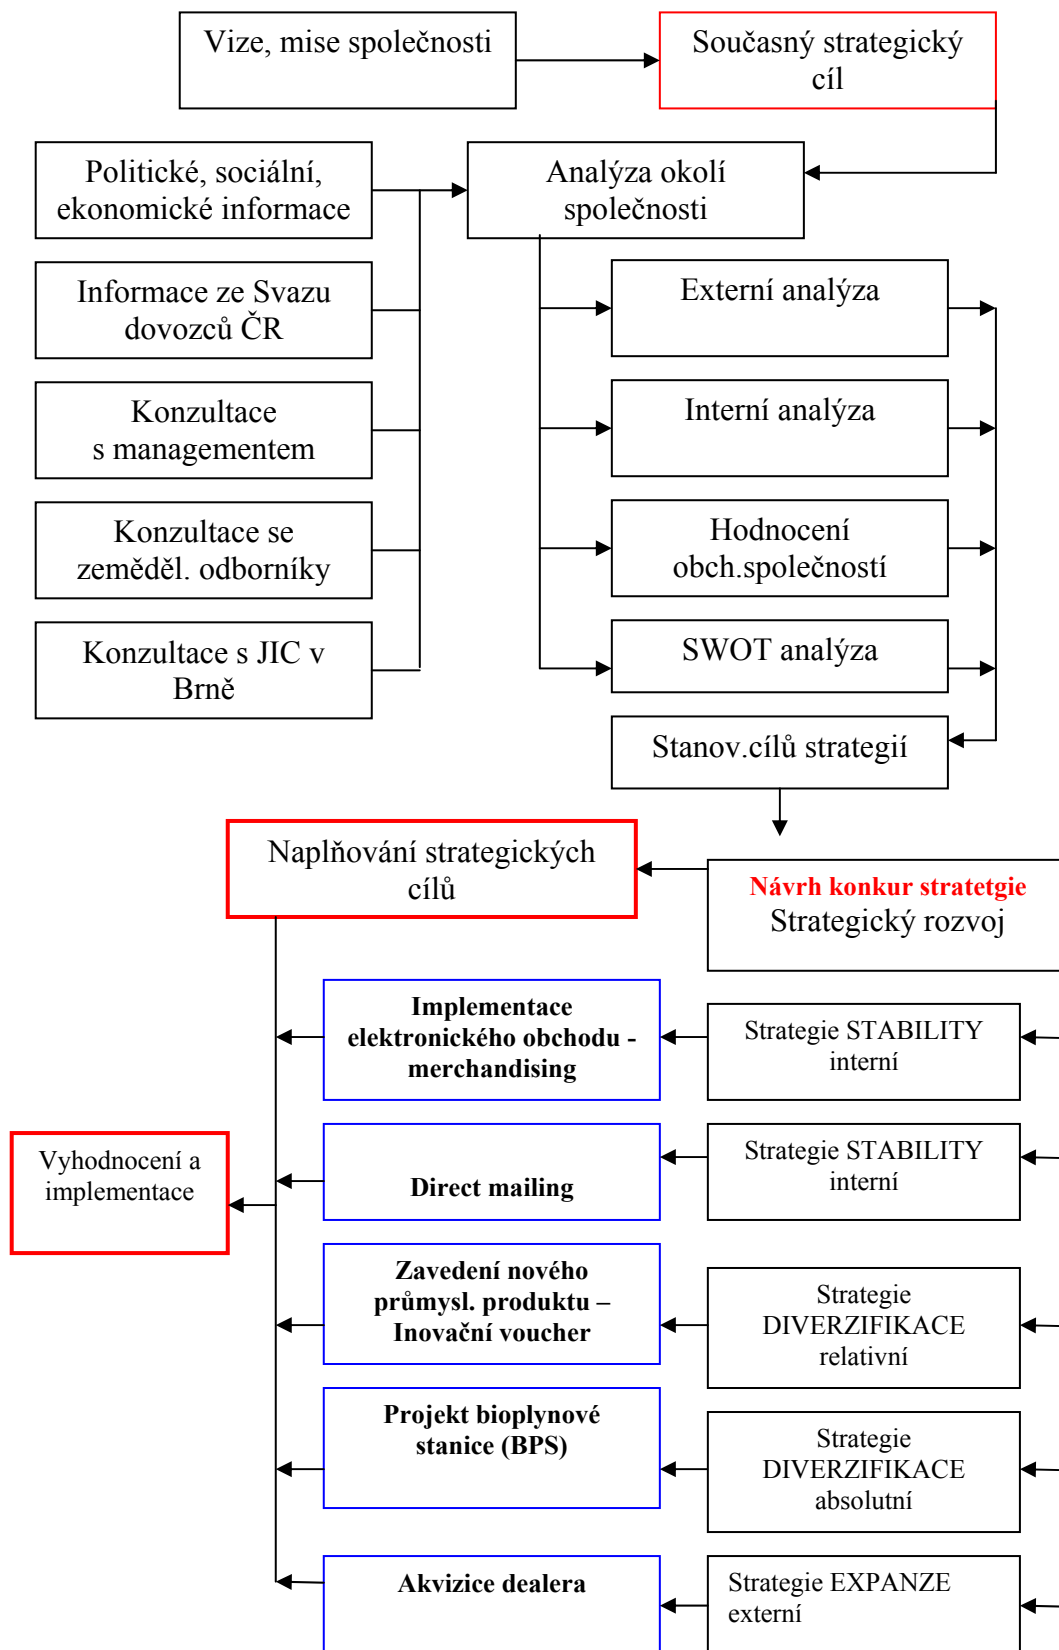 Vize, mise společnosti
Současný strategický
cíl
Politické, sociální,
ekonomické informace
Analýza okolí
společnosti
Informace ze Svazu
dovozců ČR
Externí analýza
Konzultace
s managementem
Interní analýza
Konzultace se
zeměděl. odborníky
Hodnocení
obch.společností
Konzultace s JIC v
Brně
SWOT analýza
Stanov.cílů strategií
Naplňování strategických
cílů
Návrh konkur stratetgie
Strategický rozvoj
Implementace
elektronického obchodu -
merchandising
Strategie STABILITY
interní
Vyhodnocení a
implementace
Direct mailing
Strategie STABILITY
interní
Zavedení nového
průmysl. produktu –
Inovační voucher
Strategie
DIVERZIFIKACE
relativní
Projekt bioplynové
stanice (BPS)
Strategie
DIVERZIFIKACE
absolutní
Akvizice dealera
Strategie EXPANZE
externí